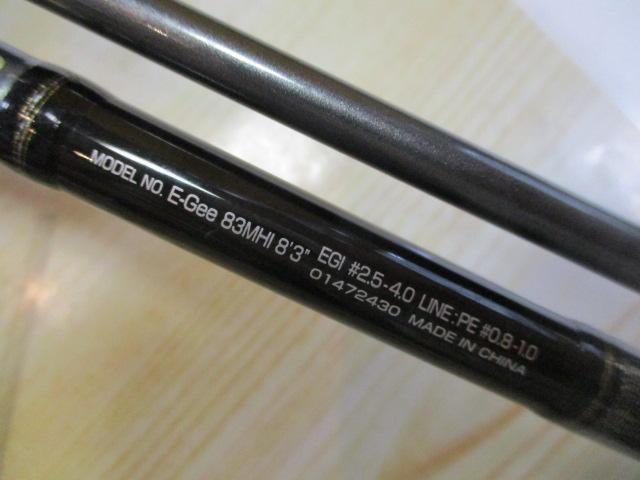 MODEL NO. E-Gee 83MHI 8'3" EGI #2.5-4.0 LINE:PE #0.8-1.0
01472430 MADE IN CHINA